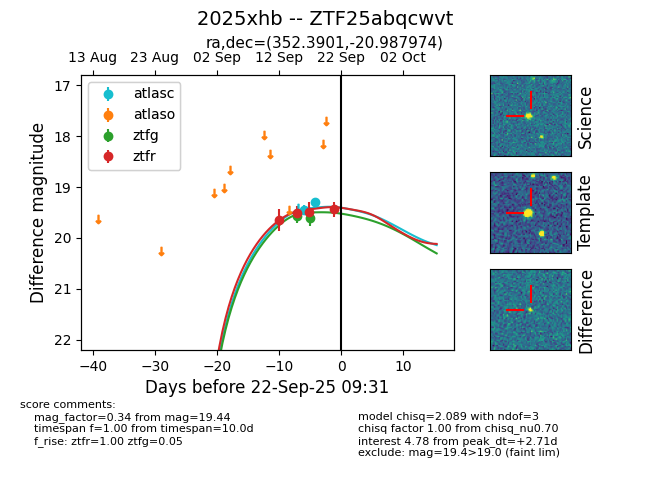 2025xhb -- ZTF25abqcwvt
ra,dec=(352.3901,-20.987974)
13 Aug 23 Aug 02 Sep 12 Sep 22 Sep 02 Oct
atlasc
atlaso
ztfg
ztfr
17
18
19
20
21
22
Difference magnitude
−40 −30 −20 −10 0 10
Days before 22-Sep-25 09:31
Science
Template
Difference
score comments:
mag_factor=0.34 from mag=19.44
timespan f=1.00 from timespan=10.0d
f_rise: ztfr=1.00 ztfg=0.05
model chisq=2.089 with ndof=3
chisq factor 1.00 from chisq_nu0.70
interest 4.78 from peak_dt=+2.71d
exclude: mag=19.4>19.0 (faint lim)